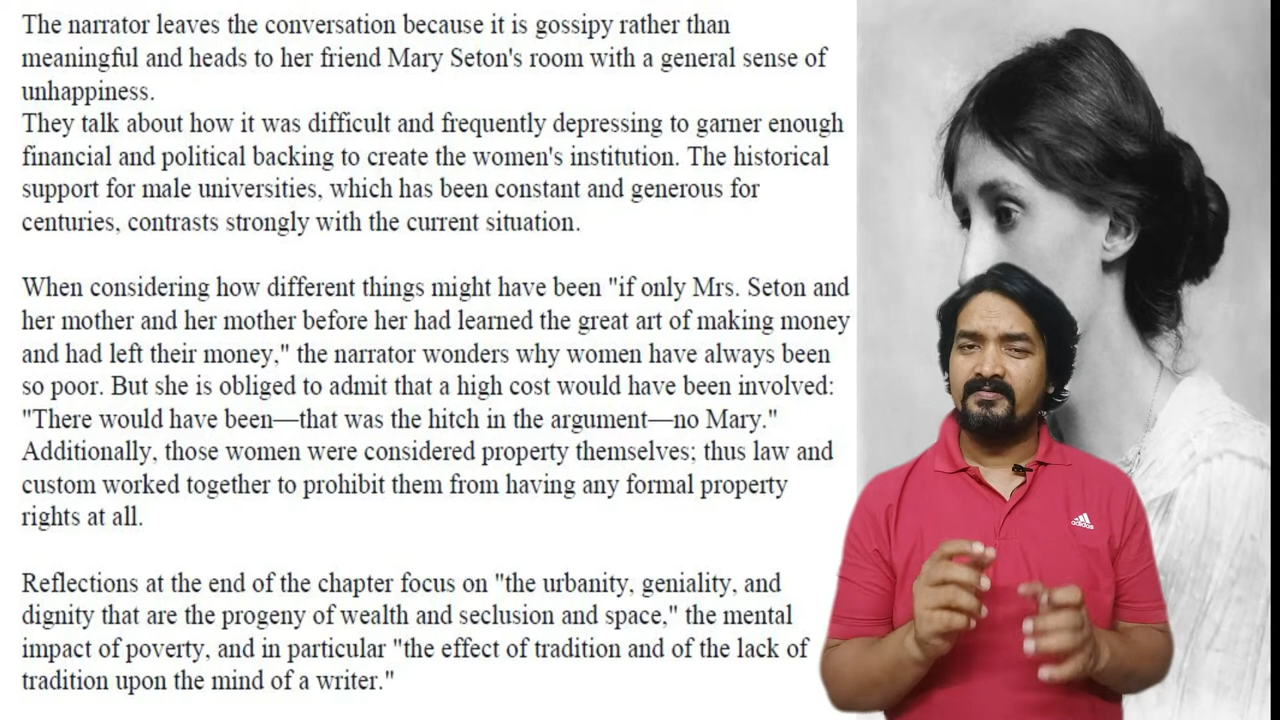 The narrator leaves the conversation because it is gossipy rather than
meaningful and heads to her friend Mary Seton's room with a general sense of
unhappiness.
They talk about how it was difficult and frequently depressing to garner enough
financial and political backing to create the women's institution. The historical
support for male universities, which has been constant and generous for
centuries, contrasts strongly with the current situation.
When considering how different things might have been "if only Mrs. Seton and
her mother and her mother before her had learned the great art of making money
and had left their money," the narrator wonders why women have always been
so poor. But she is obliged to admit that a high cost would have been involved:
"There would have been—that was the hitch in the argument—no Mary."
Additionally, those women were considered property themselves; thus law and
custom worked together to prohibit them from having any formal property
rights at all.
Reflections at the end of the chapter focus on "the urbanity, geniality, and
dignity that are the progeny of wealth and seclusion and space," the mental
impact of poverty, and in particular "the effect of tradition and of the lack of
tradition upon the mind of a writer."
adidas